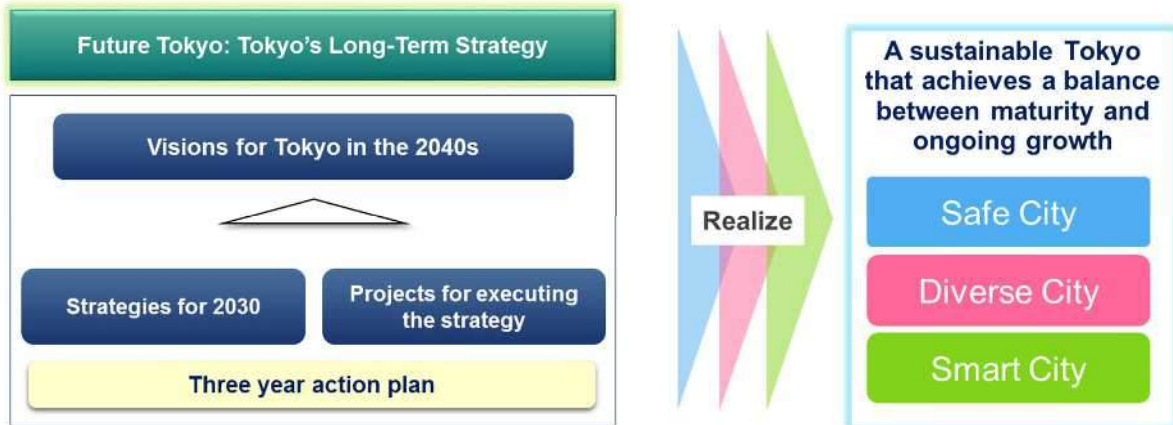 Future Tokyo: Tokyo's Long-Term Strategy
Visions for Tokyo in the 2040s
Strategies for 2030
Projects for executing
the strategy
Three year action plan
Realize
A sustainable Tokyo
that achieves a balance
between maturity and
ongoing growth
Safe City
Diverse City
Smart City